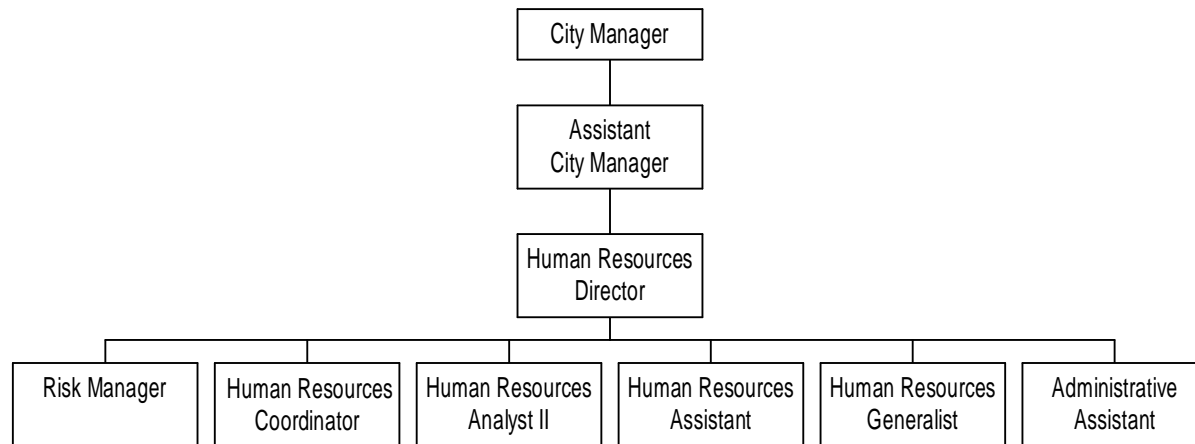 City Manager
Assistant
City Manager
Human Resources
Director
Risk Manager
Human Resources
Coordinator
Human Resources
Analyst II
Human Resources
Assistant
Human Resources
Generalist
Administrative
Assistant